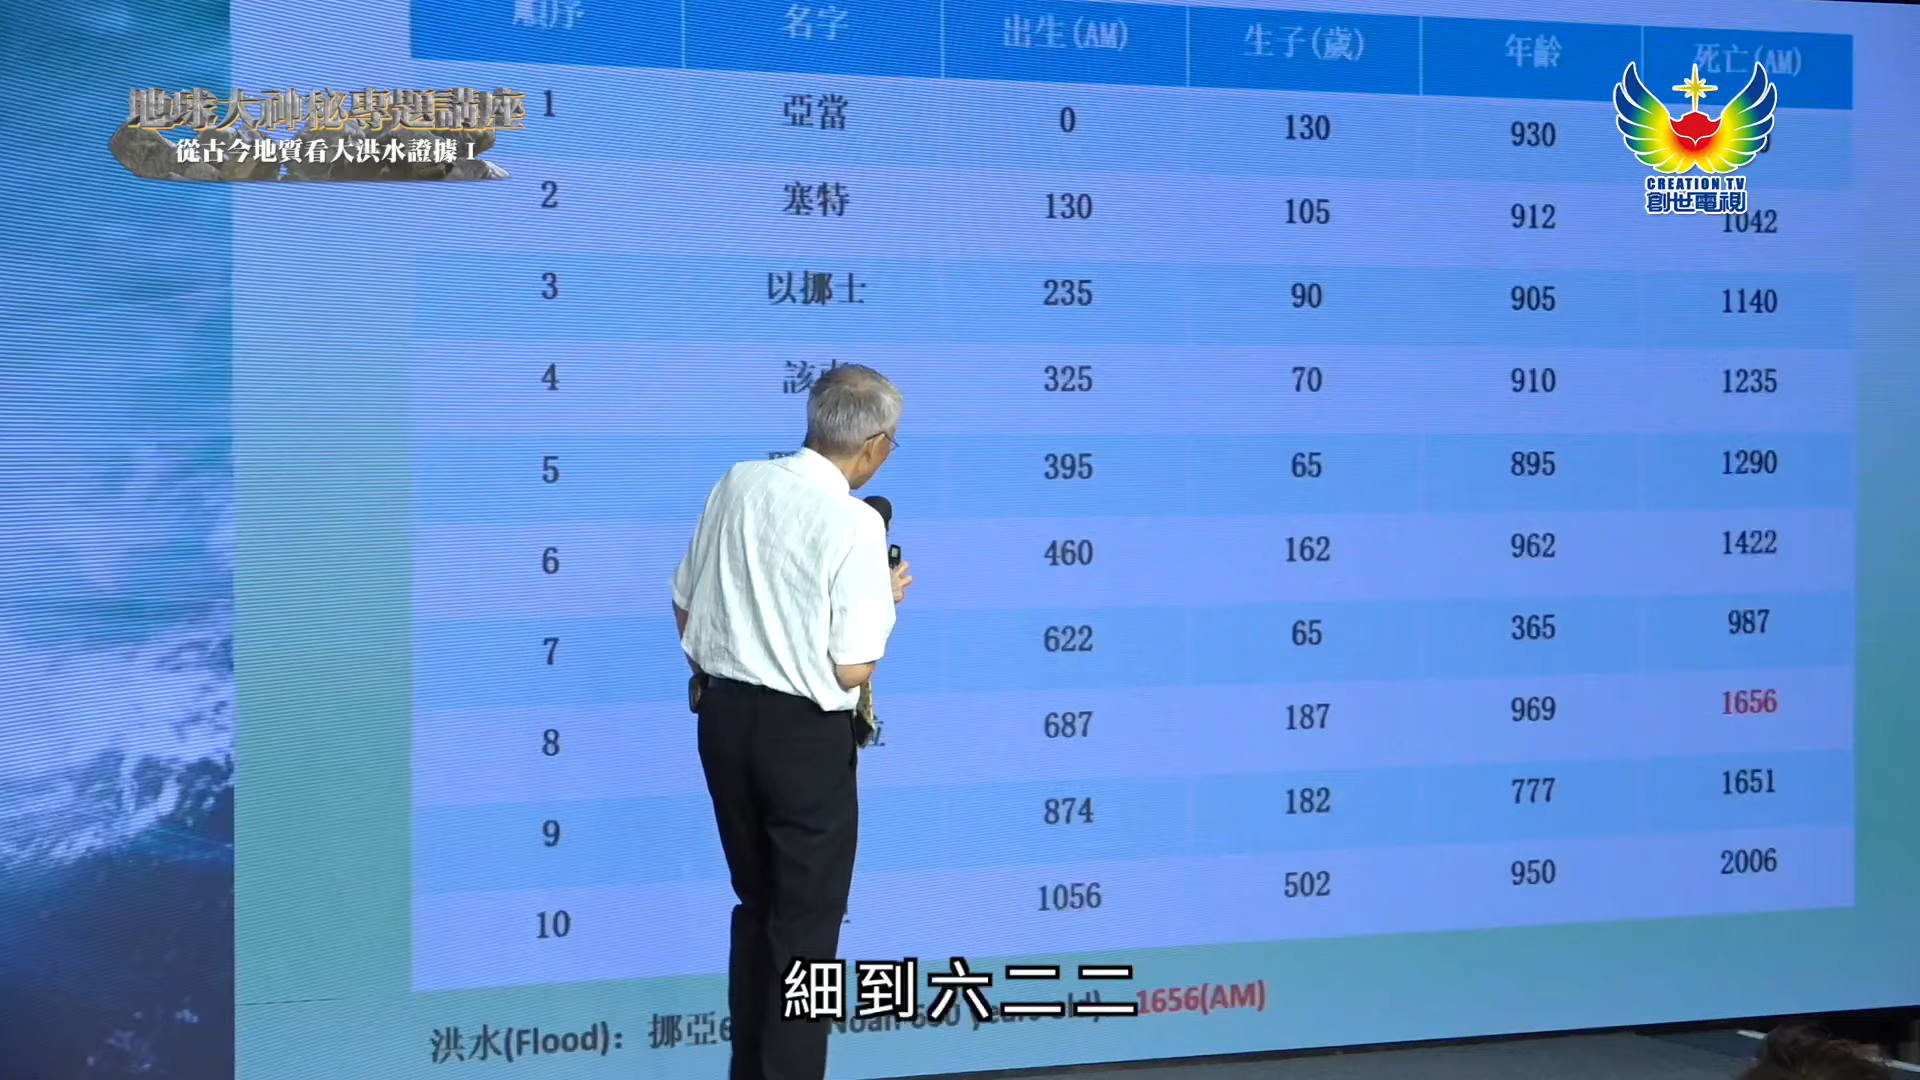 順序 名字 出生(AM) 生子(歲) 年齡 死亡(AM)
地球大神秘專題講座
從古今地質看大洪水證據 I
CREATION TV
創世電視
1 亞當 0 130 930
2 塞特 130 105 912 1042
3 以挪士 235 90 905 1140
4 該 325 70 910 1235
5 395 65 895 1290
6 460 162 962 1422
7 622 65 365 987
8 687 187 969 1656
9 874 182 777 1651
10 1056 502 950 2006
洪水(Flood): 挪亞 1656(AM)
細到六二二